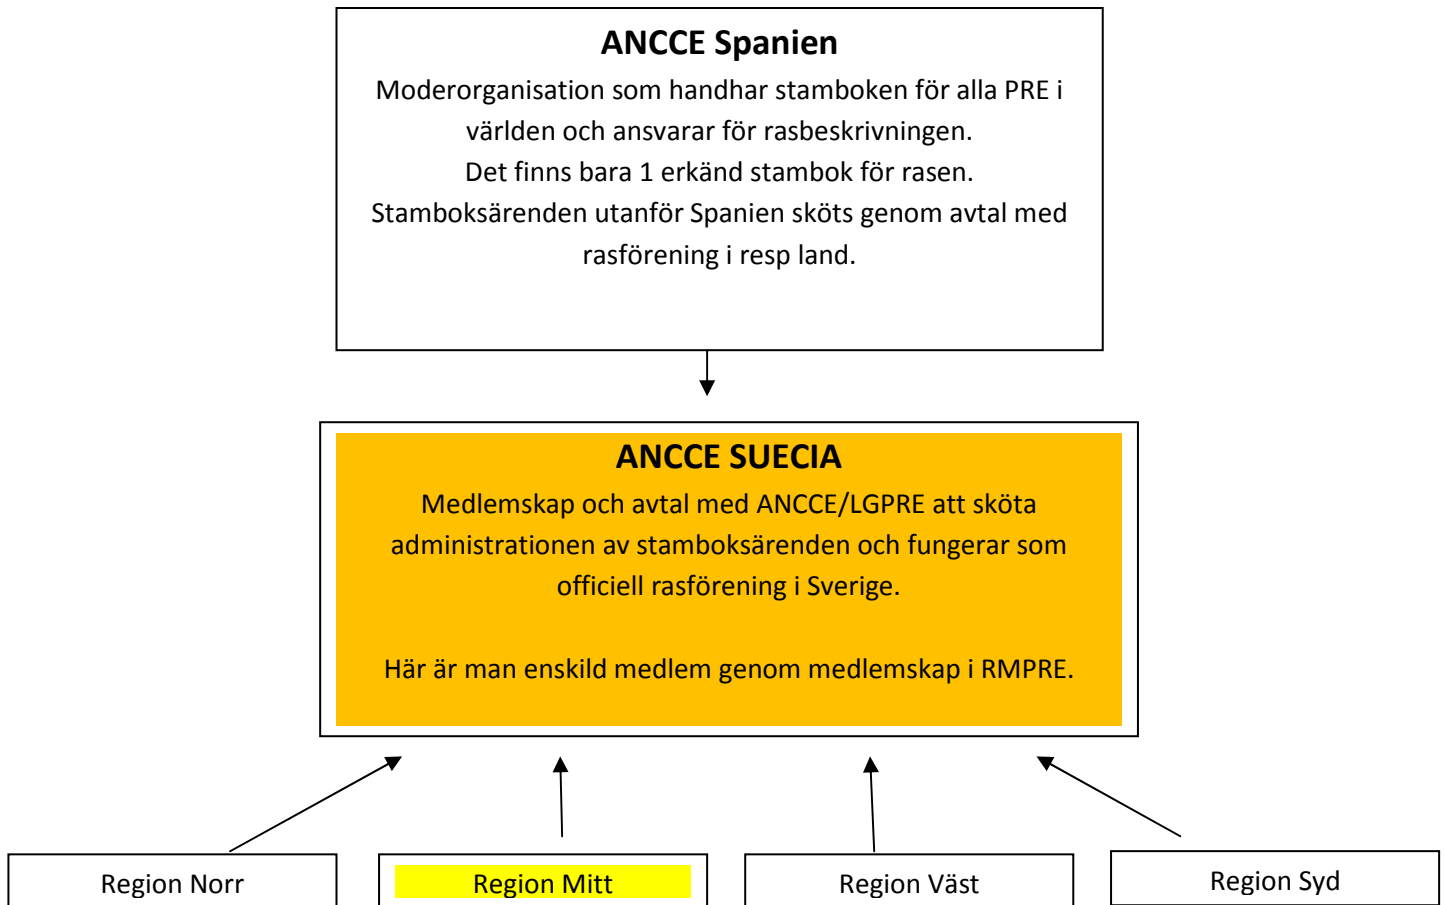 ANCCE Spanien
Moderorganisation som handhar stamboken för alla PRE i
världen och ansvarar för rasbeskrivningen.
Det finns bara 1 erkänd stambok för rasen.
Stamboksärenden utanför Spanien sköts genom avtal med
rasförening i resp land.
ANCCE SUECIA
Medlemskap och avtal med ANCCE/LGPRE att sköta
administrationen av stamboksärenden och fungerar som
officiell rasförening i Sverige.
Här är man enskild medlem genom medlemskap i RMPRE.
Region Norr
Region Mitt
Region Väst
Region Syd